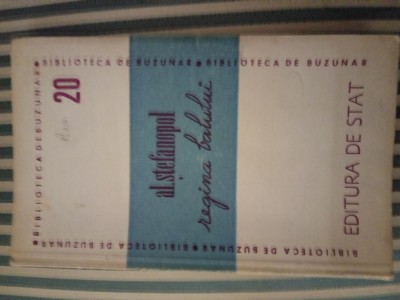 BIBLIOTECA DE BUZUNAR • BIBLIOTECA DE BUZUNAR
20
al. ștefanopol
regina balului
EDITURA DE STAT
BIBLIOTECA DE BUZUNAR
BIBLIOTECA DE BUZUNAR • BIBLIOTECA DE BUZUNAR